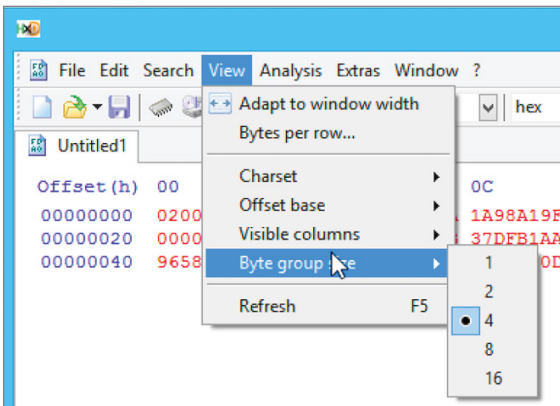 File Edit Search View Analysis Extras Window ?
hex
Untitled1
Adapt to window width
Bytes per row...
Charset
Offset base
Visible columns
Byte group size
Refresh F5
1
2
4
8
16
Offset(h) 00 0C
00000000 0200 1A98A19F
00000020 0000 37DFB1AA
00000040 9658 0D